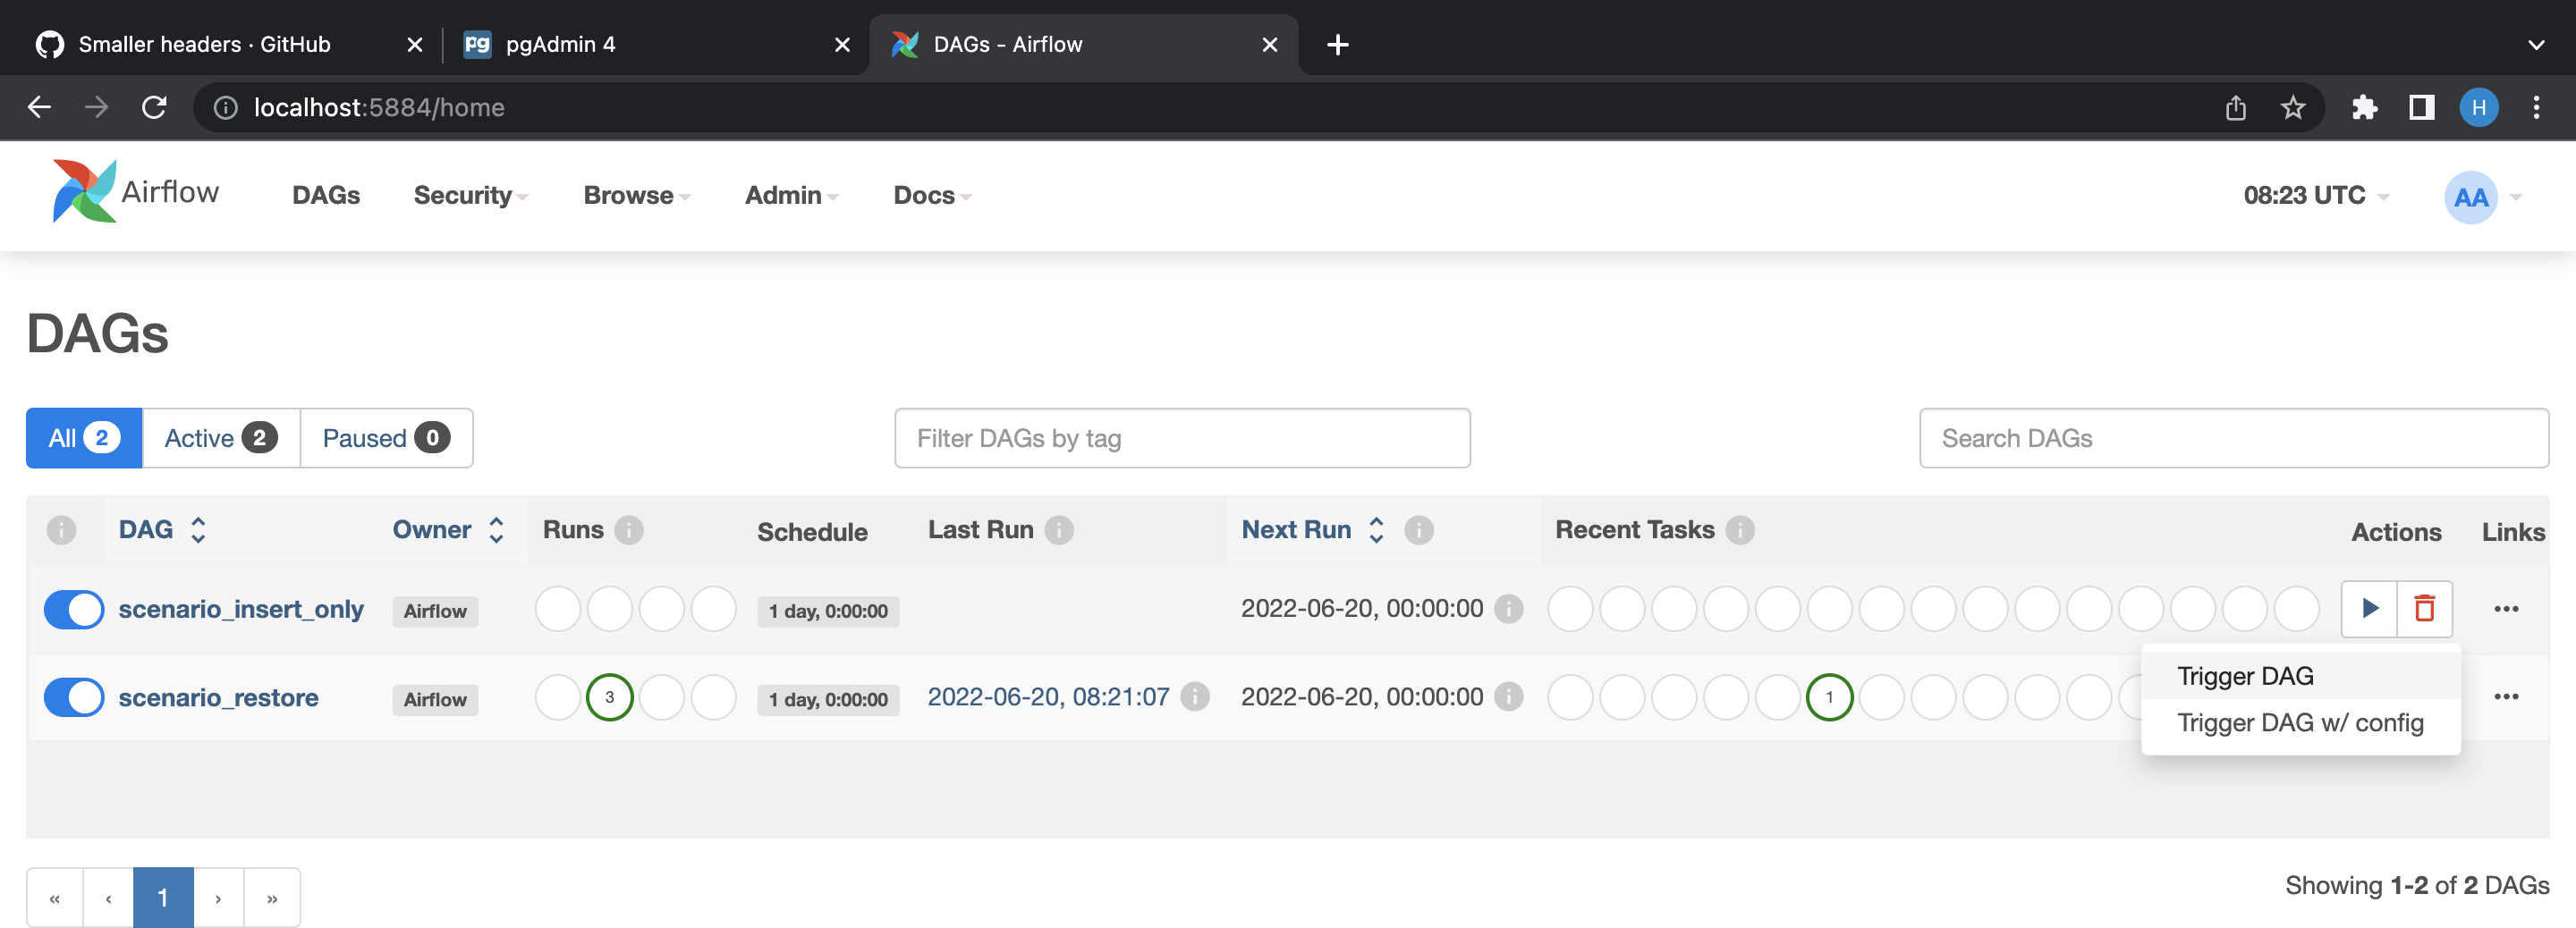 Smaller headers · GitHub
pgAdmin 4
DAGs - Airflow
localhost:5884/home
H
Airflow DAGs Security Browse Admin Docs 08:23 UTC AA
DAGs
All 2 Active 2 Paused 0 Filter DAGs by tag Search DAGs
i DAG Owner Runs i Schedule Last Run i Next Run i Recent Tasks i Actions Links
scenario_insert_only Airflow 1 day, 0:00:00 2022-06-20, 00:00:00 i
scenario_restore Airflow 3 1 day, 0:00:00 2022-06-20, 08:21:07 i 2022-06-20, 00:00:00 i 1
Trigger DAG
Trigger DAG w/ config
« ‹ 1 › »
Showing 1-2 of 2 DAGs